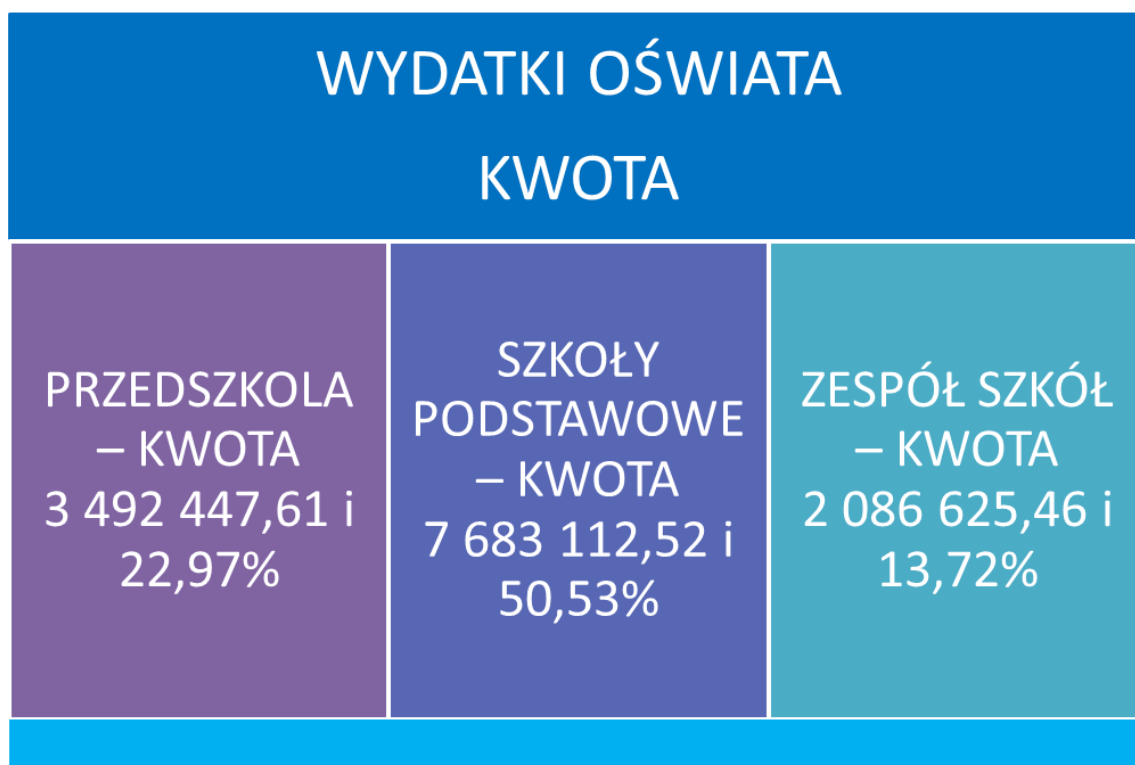 WYDATKI OŚWIATA
KWOTA
PRZEDSZKOLA
– KWOTA
3 492 447,61 i
22,97%
SZKOŁY
PODSTAWOWE
– KWOTA
7 683 112,52 i
50,53%
ZESPÓŁ SZKÓŁ
– KWOTA
2 086 625,46 i
13,72%